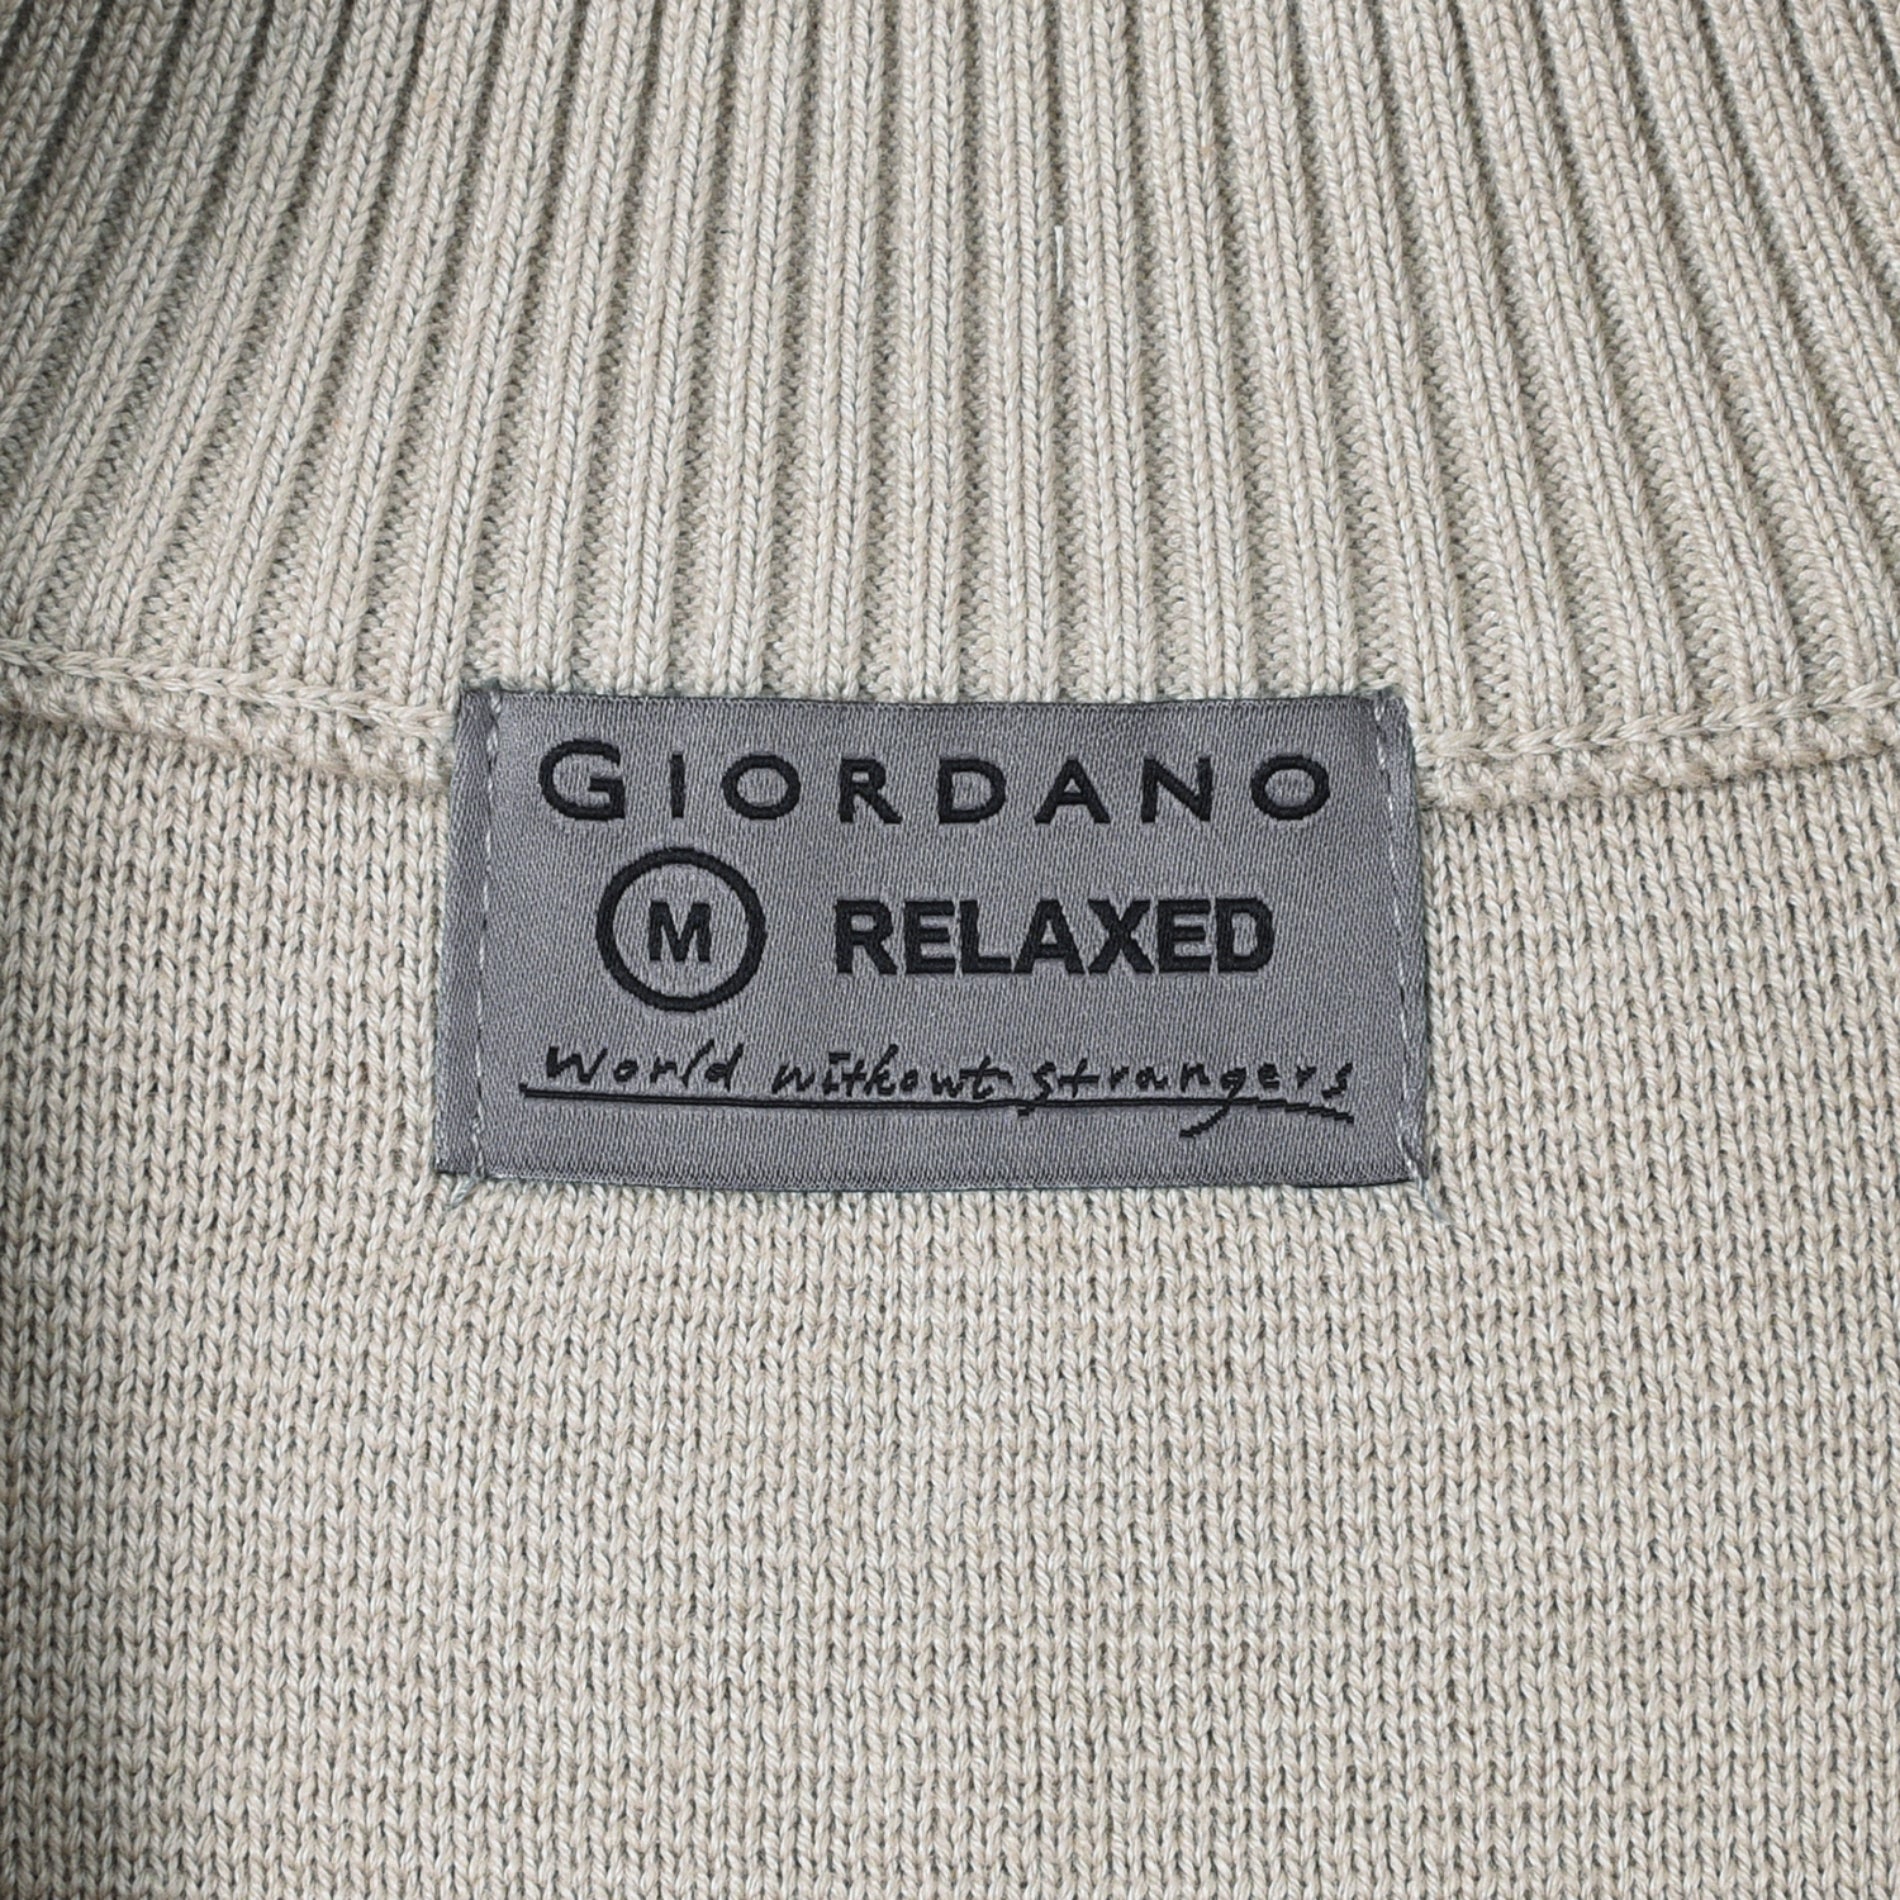 GIORDANO
M RELAXED
World without strangers